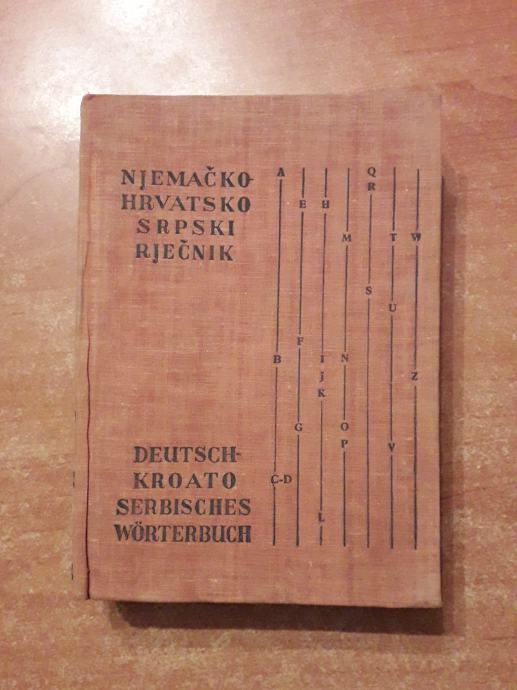 NJEMAČKO-
HRVATSKO
SRPSKI
RJEČNIK
DEUTSCH-
KROATO
SERBISCHES
WÖRTERBUCH
A
B
C-D
E
F
G
H
I
J
K
L
M
N
O
P
Q
R
S
T
U
V
W
Z